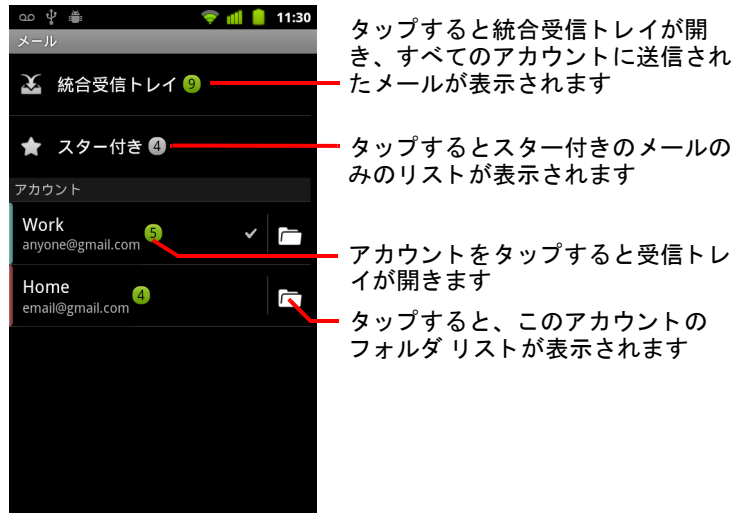 11:30
メール
統合受信トレイ 9
スター付き 4
アカウント
Work
anyone@gmail.com 5
Home
email@gmail.com 4
タップすると統合受信トレイが開
き、すべてのアカウントに送信され
たメールが表示されます
タップするとスター付きのメールの
みのリストが表示されます
アカウントをタップすると受信トレ
イが開きます
タップすると、このアカウントの
フォルダ リストが表示されます